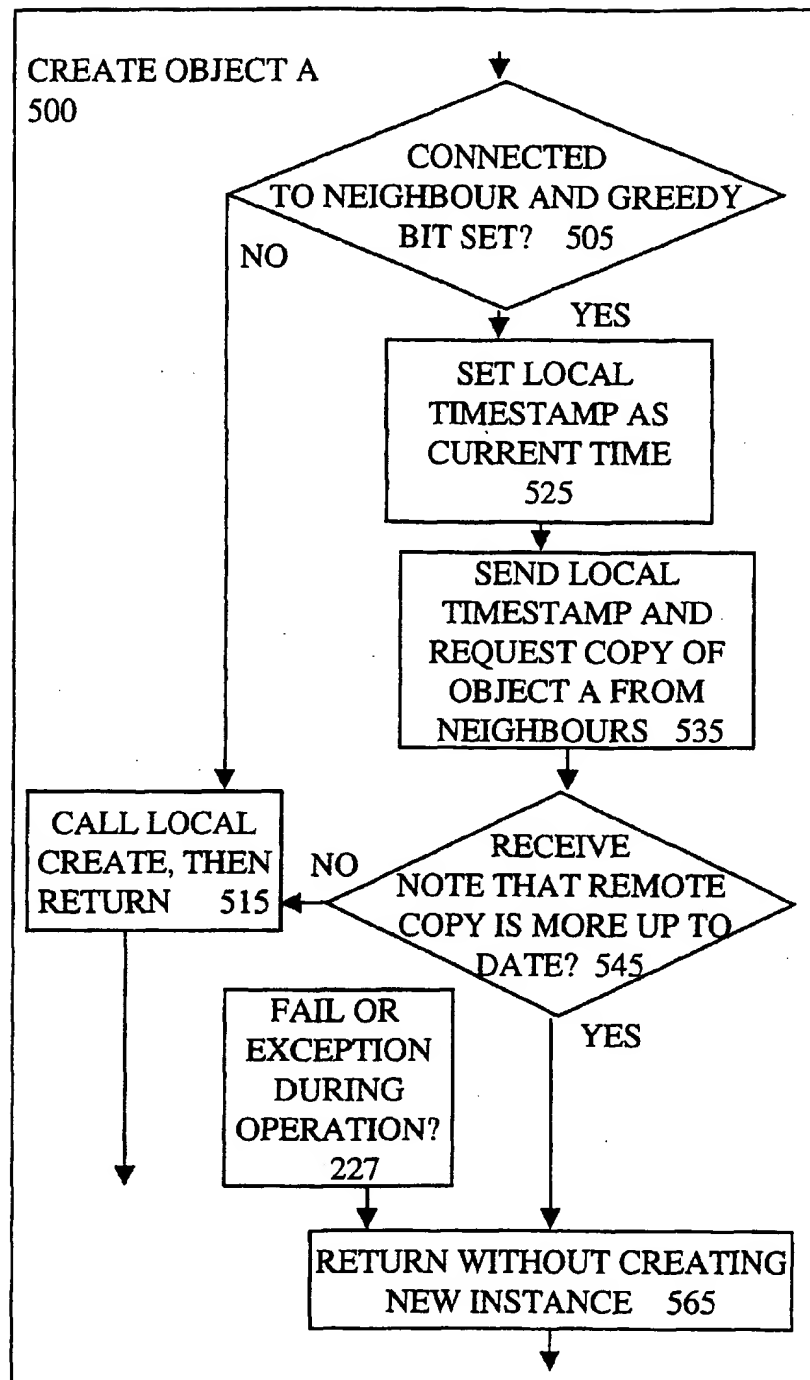 CREATE OBJECT A
500
CONNECTED
TO NEIGHBOUR AND GREEDY
BIT SET? 505
NO
YES
SET LOCAL
TIMESTAMP AS
CURRENT TIME
525
SEND LOCAL
TIMESTAMP AND
REQUEST COPY OF
OBJECT A FROM
NEIGHBOURS 535
CALL LOCAL
CREATE, THEN
RETURN 515
NO
RECEIVE
NOTE THAT REMOTE
COPY IS MORE UP TO
DATE? 545
YES
FAIL OR
EXCEPTION
DURING
OPERATION?
227
RETURN WITHOUT CREATING
NEW INSTANCE 565